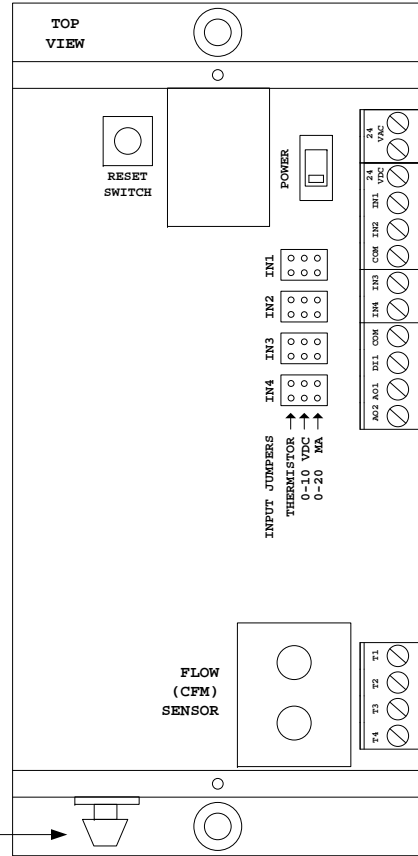 TOP
VIEW
RESET
SWITCH
POWER
24
VAC
24
VDC
IN1
IN2
COM
IN3
IN4
COM
DI1
AO1
AO2
IN1
IN2
IN3
IN4
INPUT JUMPERS
THERMISTOR
0-10 VDC
0-20 MA
FLOW
(CFM)
SENSOR
T1
T2
T3
T4